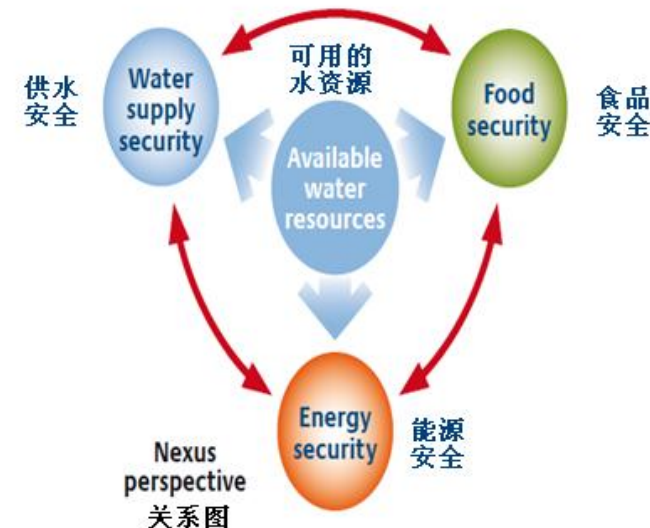 供水
安全
Water
supply
security
可用的
水资源
Available
water
resources
Food
security
食品
安全
Energy
security
能源
安全
Nexus
perspective
关系图